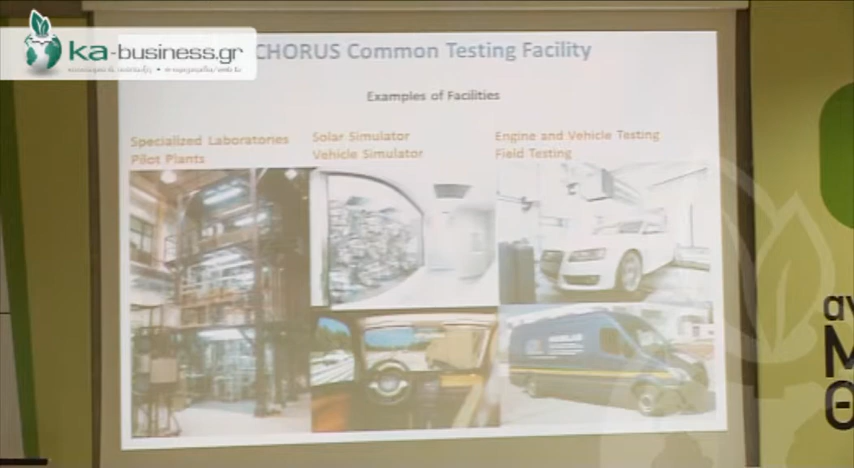 ka-business.gr
CHORUS Common Testing Facility
Examples of Facilities
Specialized Laboratories
Pilot Plants
Solar Simulator
Vehicle Simulator
Engine and Vehicle Testing
Field Testing